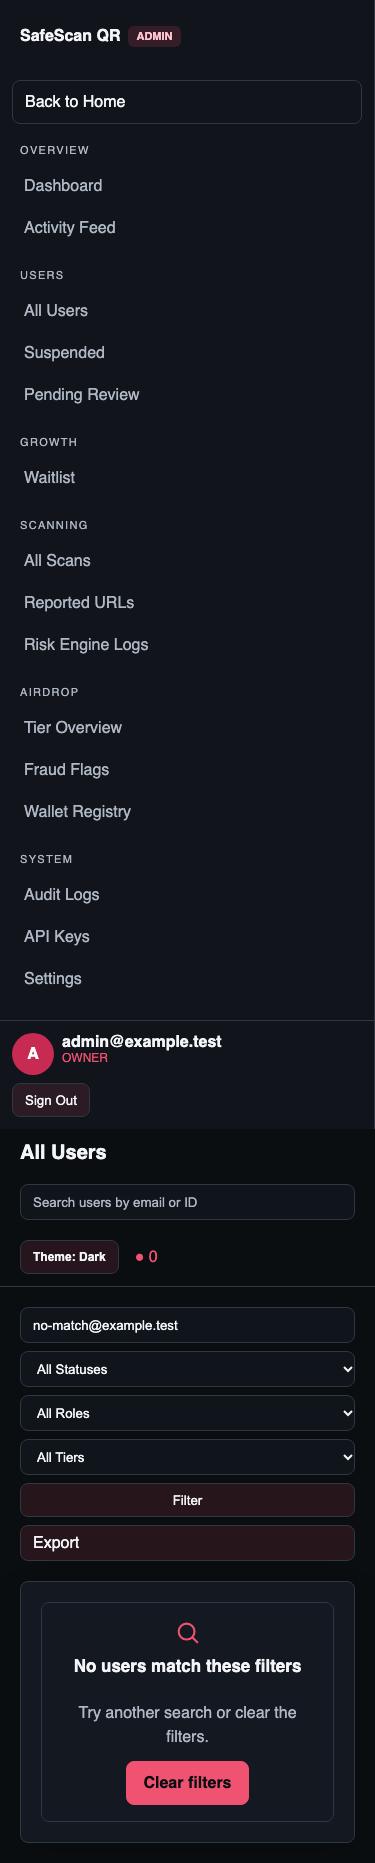 SafeScan QR ADMIN
Back to Home
OVERVIEW
Dashboard
Activity Feed
USERS
All Users
Suspended
Pending Review
GROWTH
Waitlist
SCANNING
All Scans
Reported URLs
Risk Engine Logs
AIRDROP
Tier Overview
Fraud Flags
Wallet Registry
SYSTEM
Audit Logs
API Keys
Settings
A
admin@example.test
OWNER
Sign Out
All Users
Search users by email or ID
Theme: Dark
0
no-match@example.test
All Statuses
All Roles
All Tiers
Filter
Export
No users match these filters
Try another search or clear the
filters.
Clear filters